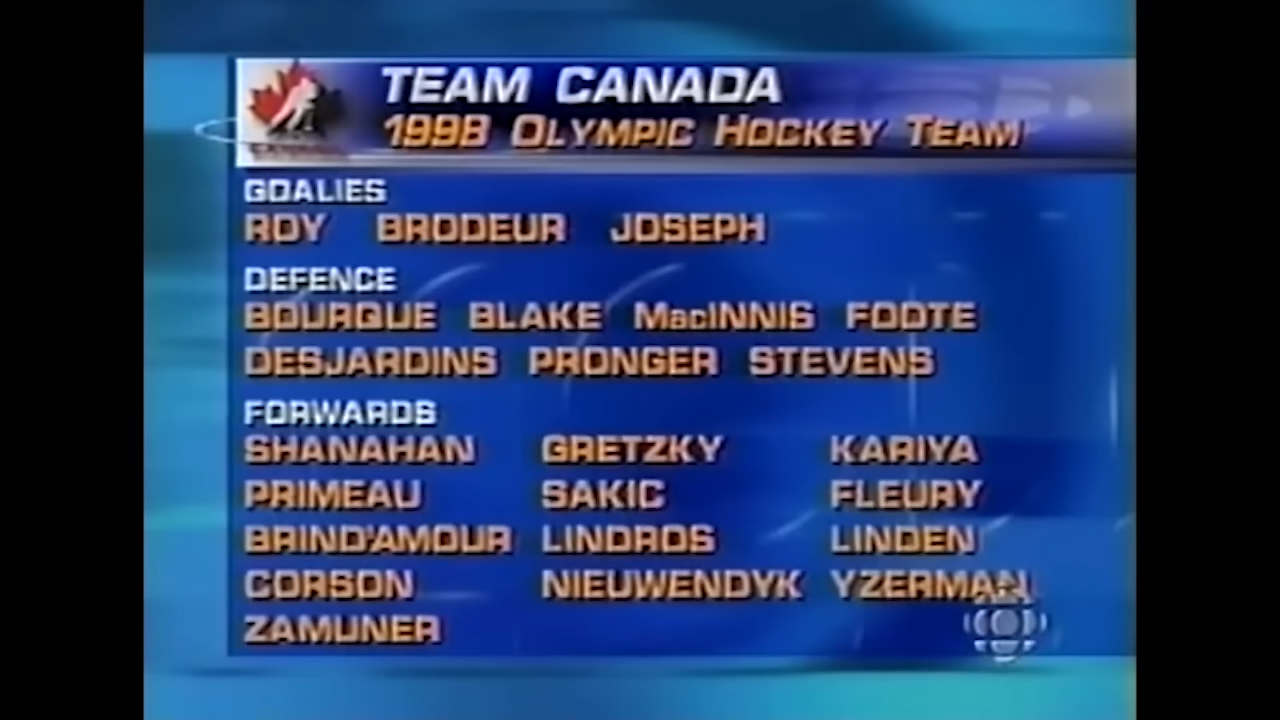 TEAM CANADA
1998 OLYMPIC HOCKEY TEAM
GOALIES
ROY BRODEUR JOSEPH
DEFENCE
BOURQUE BLAKE MacINNIS FOOTE
DESJARDINS PRONGER STEVENS
FORWARDS
SHANAHAN GRETZKY KARIYA
PRIMEAU SAKIC FLEURY
BRIND'AMOUR LINDROS LINDEN
CORSON NIEUWENDYK YZERMAN
ZAMUNER